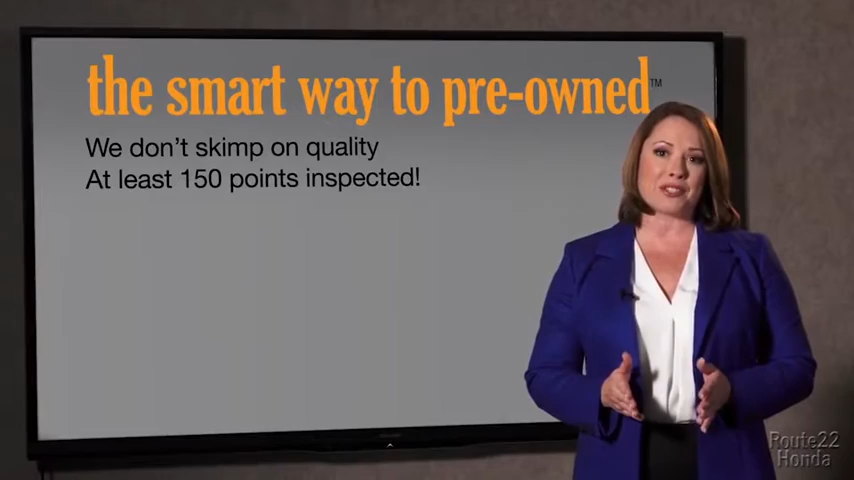 the smart way to pre-owned™
We don't skimp on quality
At least 150 points inspected!
Route22
Honda